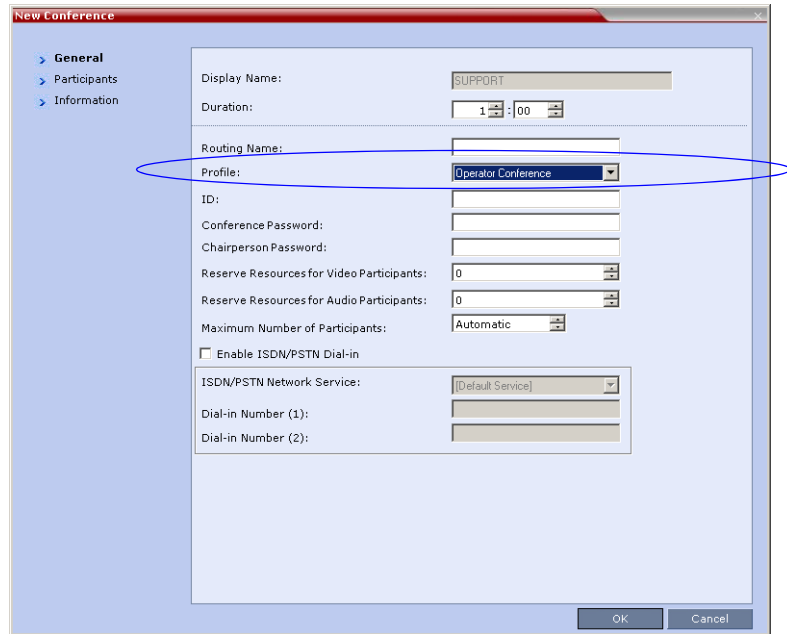 New Conference
General
Participants
Information
Display Name: SUPPORT
Duration: 1 : 00
Routing Name:
Profile: Operator Conference
ID:
Conference Password:
Chairperson Password:
Reserve Resources for Video Participants: 0
Reserve Resources for Audio Participants: 0
Maximum Number of Participants: Automatic
Enable ISDN/PSTN Dial-in
ISDN/PSTN Network Service: [Default Service]
Dial-in Number (1):
Dial-in Number (2):
OK Cancel